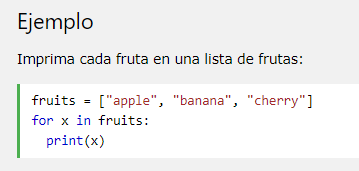 Ejemplo
Imprima cada fruta en una lista de frutas:
fruits = ["apple", "banana", "cherry"]
for x in fruits:
  print(x)